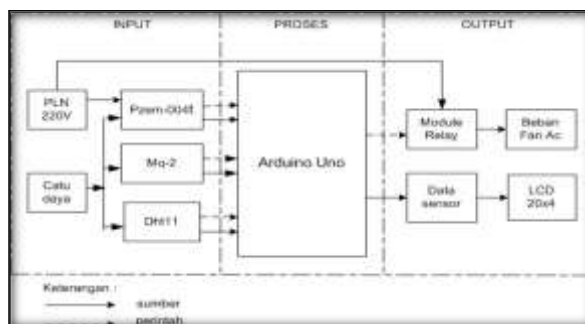 INPUT
PROSES
OUTPUT
PLN
220V
Catu
daya
Pzem-004t
Mq-2
Dht11
Arduino Uno
Module
Relay
Beban
Fan Ac
Data
sensor
LCD
20x4
Keterangan :
sumber
perintah